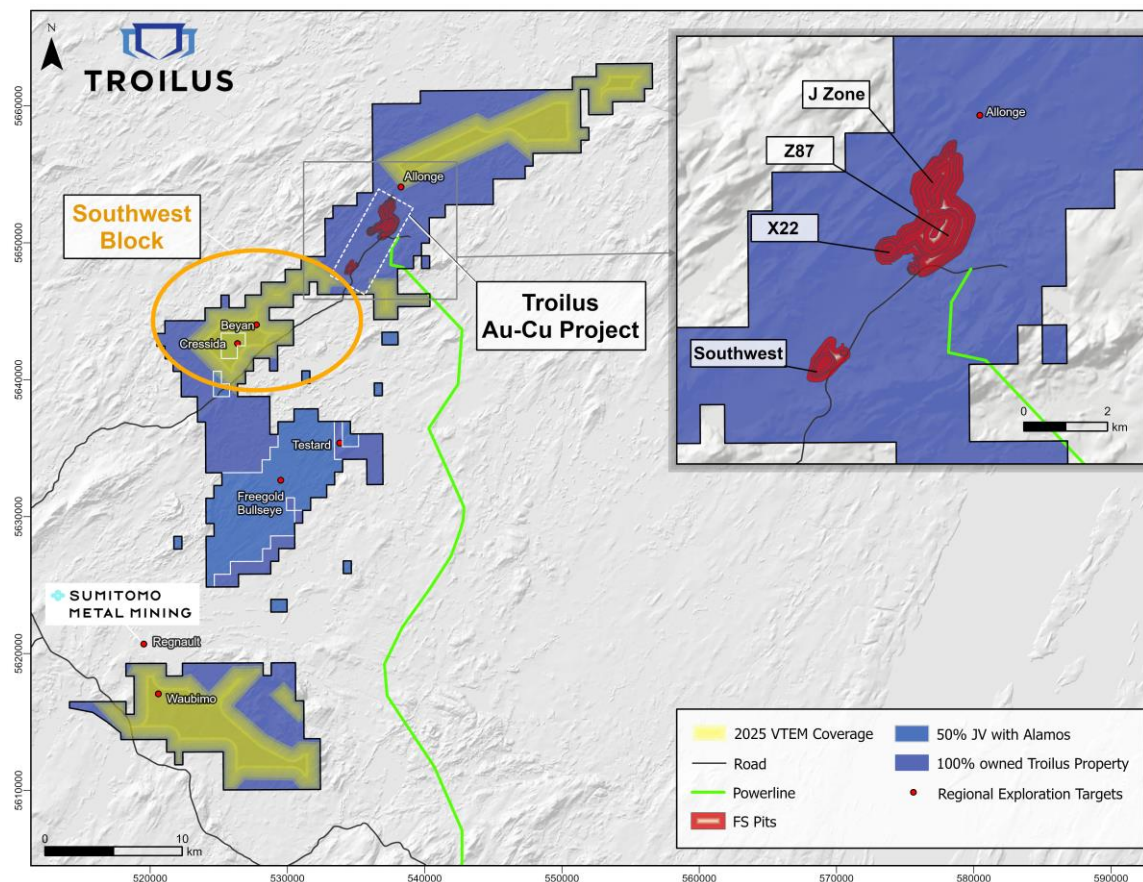 N
TROILUS
5660000
5650000
5640000
5630000
5620000
5610000
Allonge
Southwest
Block
Troilus
Au-Cu Project
Beyan
Cressida
Testard
Freegold
Bullseye
SUMITOMO
METAL MINING
Regnault
Waubimo
0 10
km
520000 530000 540000 550000 560000 570000 580000 590000
J Zone
Allonge
Z87
X22
Southwest
0 2
km
2025 VTEM Coverage
Road
Powerline
FS Pits
50% JV with Alamos
100% owned Troilus Property
Regional Exploration Targets